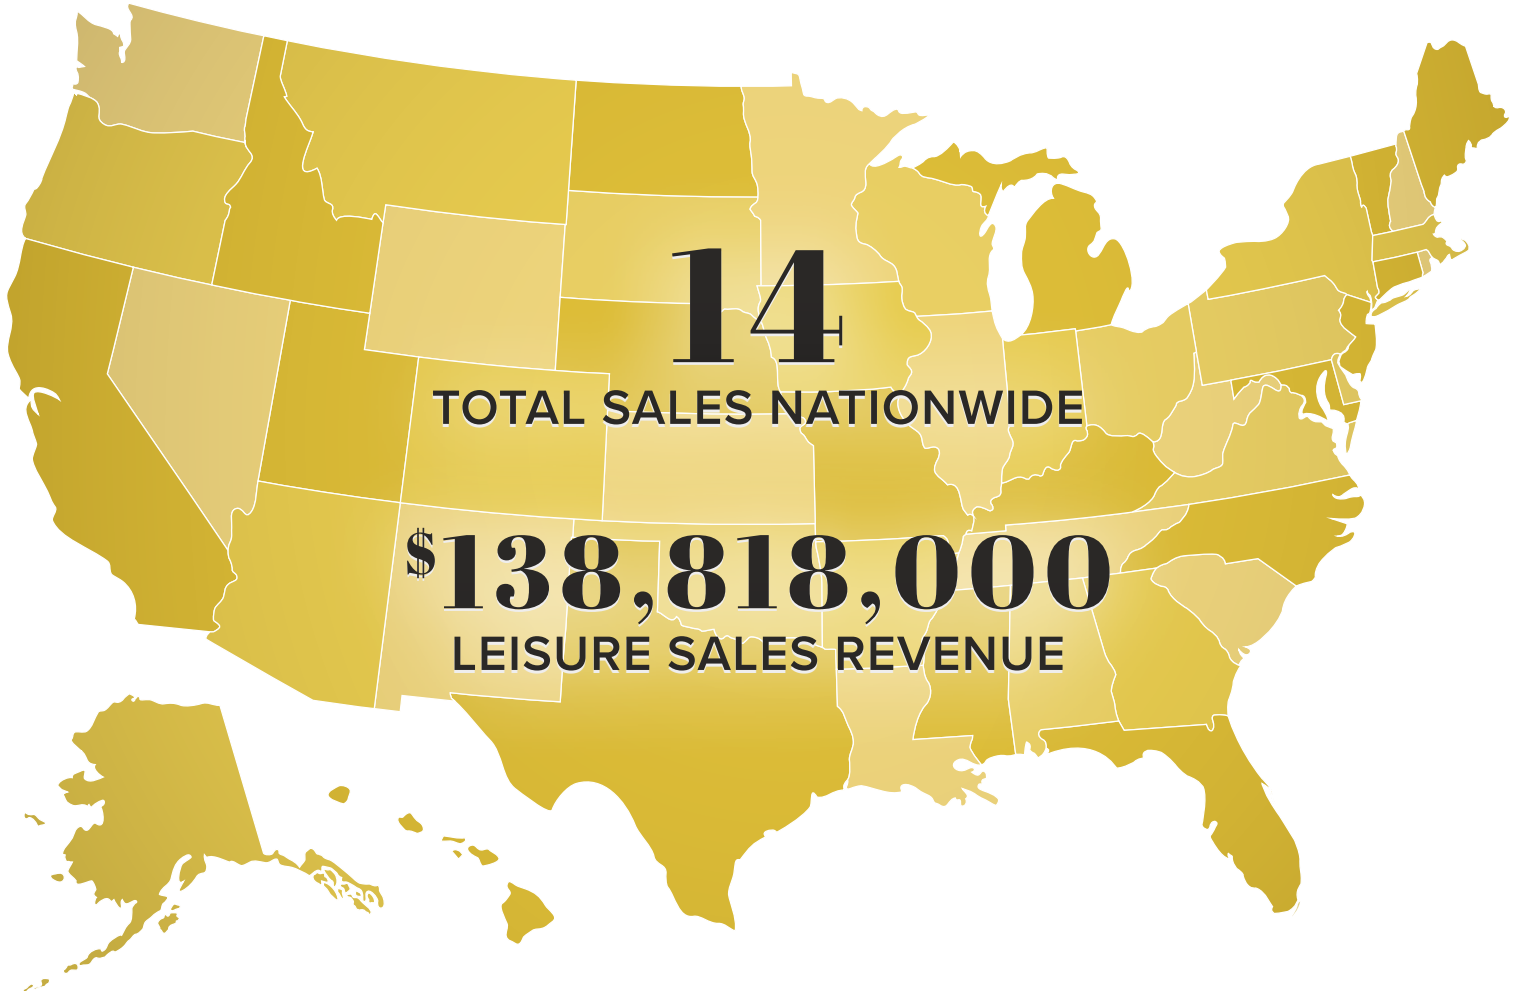 14
TOTAL SALES NATIONWIDE
$138,818,000
LEISURE SALES REVENUE